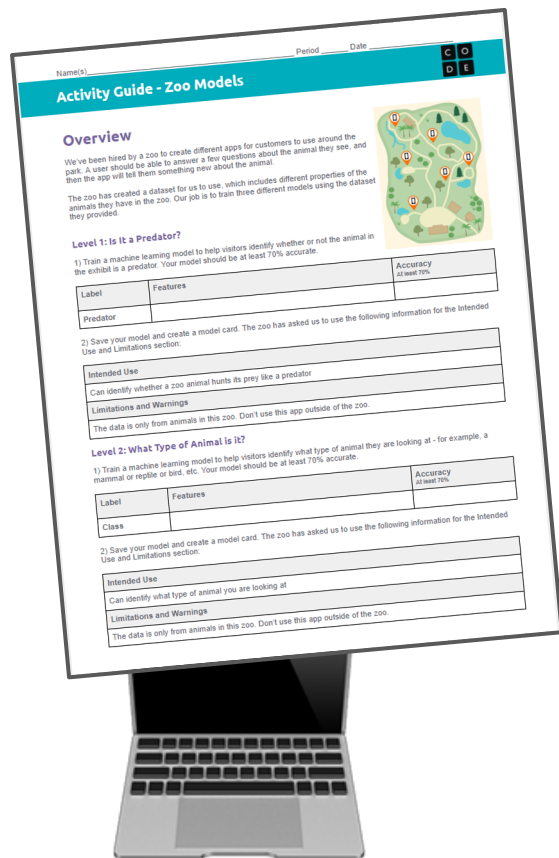 Name(s) Period Date
C O
D E
Activity Guide - Zoo Models
Overview
We've been hired by a zoo to create different apps for customers to use around the
park. A user should be able to answer a few questions about the animal they see, and
then the app will tell them something new about the animal.
The zoo has created a dataset for us to use, which includes different properties of the
animals they have in the zoo. Our job is to train three different models using the dataset
they provided.
Level 1: Is It a Predator?
1) Train a machine learning model to help visitors identify whether or not the animal in
the exhibit is a predator. Your model should be at least 70% accurate.
Label Features Accuracy
At least 70%
Predator
2) Save your model and create a model card. The zoo has asked us to use the following information for the Intended
Use and Limitations section:
Intended Use
Can identify whether a zoo animal hunts its prey like a predator
Limitations and Warnings
The data is only from animals in this zoo. Don't use this app outside of the zoo.
Level 2: What Type of Animal is it?
1) Train a machine learning model to help visitors identify what type of animal they are looking at - for example, a
mammal or reptile or bird, etc. Your model should be at least 70% accurate.
Label Features Accuracy
At least 70%
Class
2) Save your model and create a model card. The zoo has asked us to use the following information for the Intended
Use and Limitations section:
Intended Use
Can identify what type of animal you are looking at
Limitations and Warnings
The data is only from animals in this zoo. Don't use this app outside of the zoo.